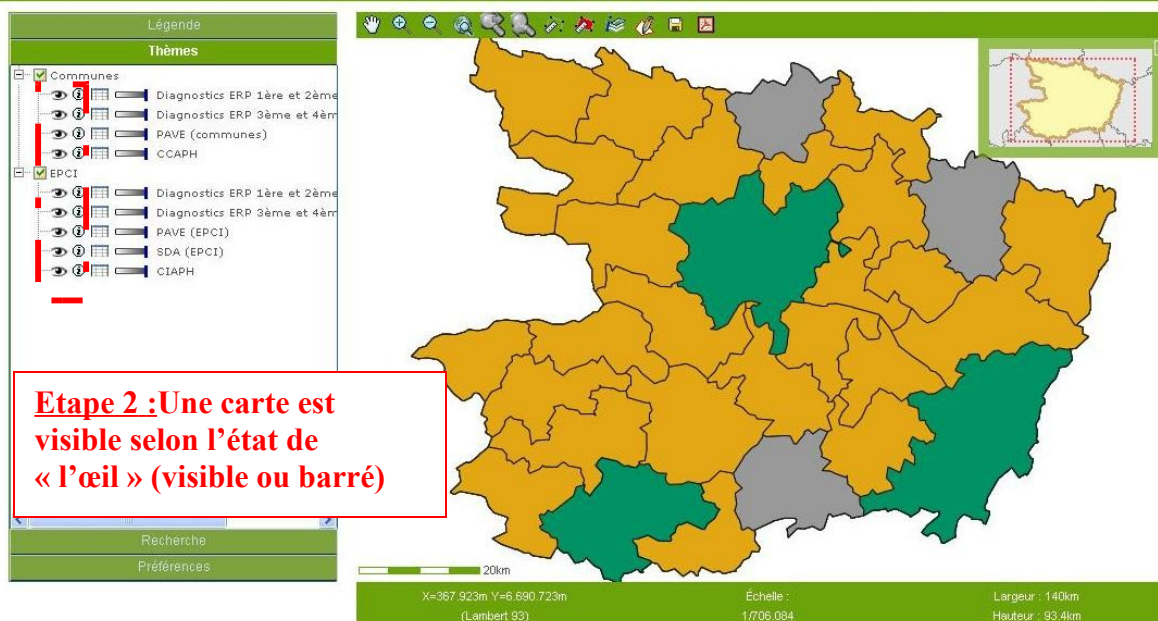 Légende
Thèmes
Communes
Diagnostics ERP 1ère et 2ème
Diagnostics ERP 3ème et 4èm
PAVE (communes)
CCAPH
EPCI
Diagnostics ERP 1ère et 2ème
Diagnostics ERP 3ème et 4èm
PAVE (EPCI)
SDA (EPCI)
CIAPH
Etape 2 :Une carte est
visible selon l’état de
« l’œil » (visible ou barré)
Recherche
Préférences
20km
X=367.923m Y=6.690.723m
(Lambert 93)
Échelle :
1/706.084
Largeur : 140km
Hauteur : 93.4km